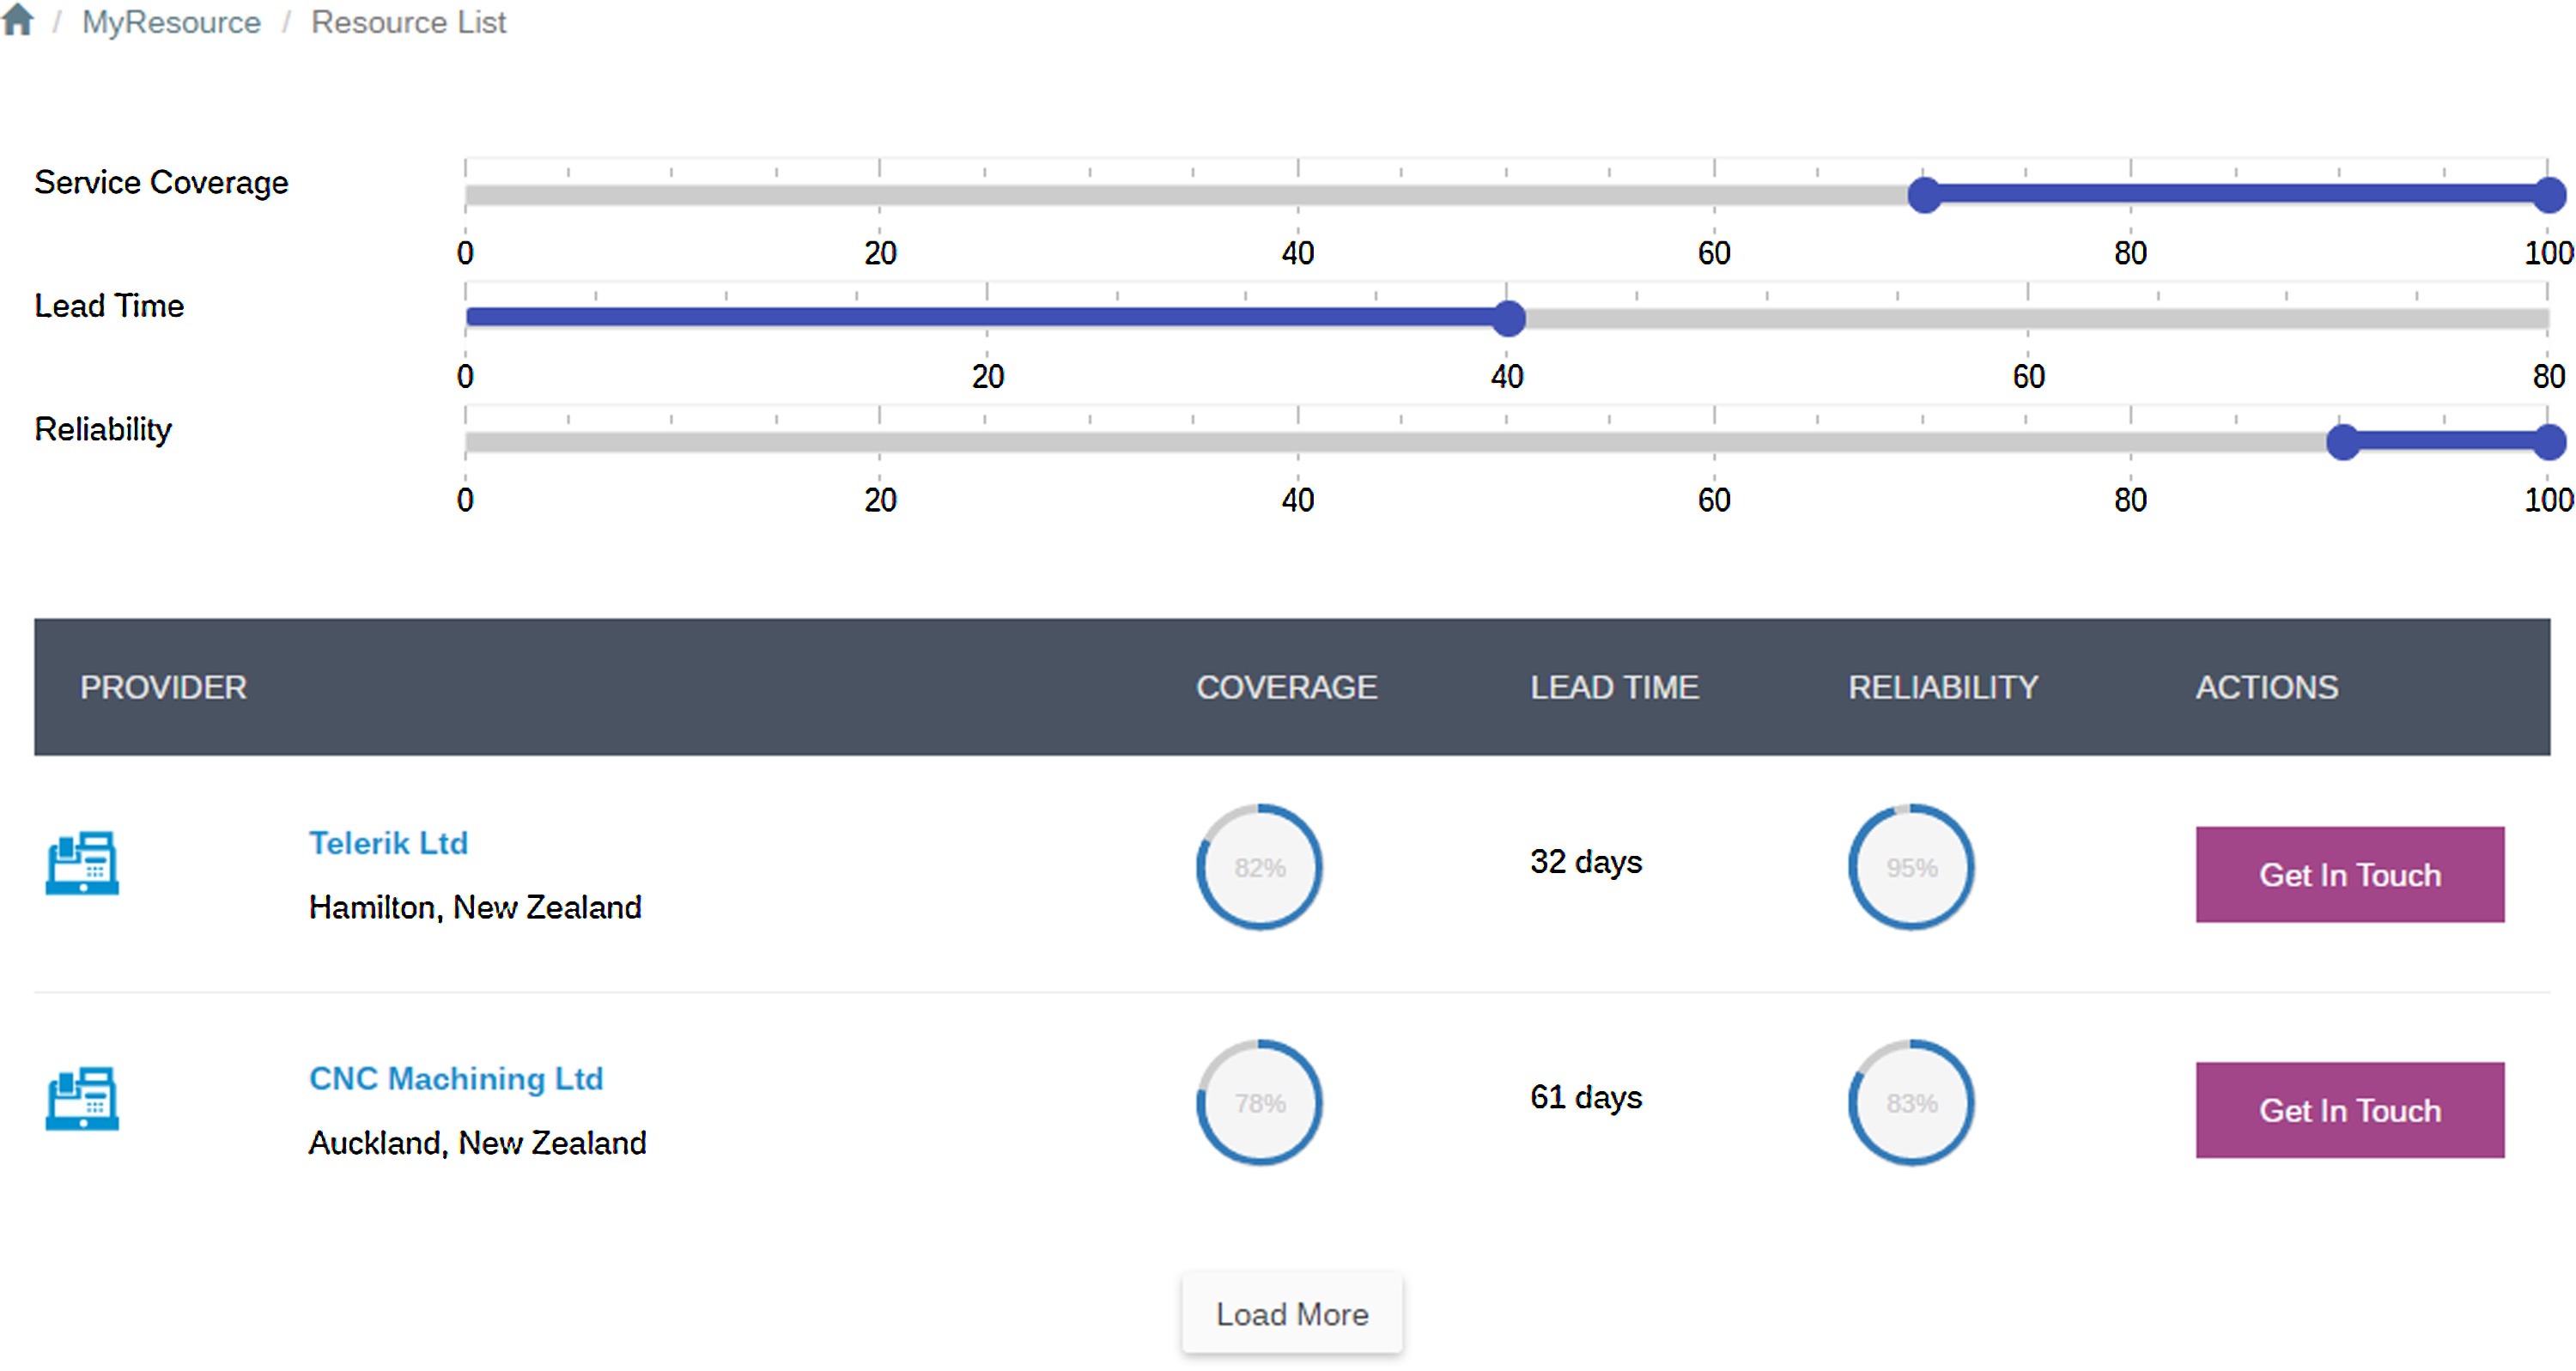 / MyResource / Resource List
Service Coverage
0 20 40 60 80 100
Lead Time
0 20 40 60 80
Reliability
0 20 40 60 80 100
PROVIDER COVERAGE LEAD TIME RELIABILITY ACTIONS
Telerik Ltd
Hamilton, New Zealand
82% 32 days 95% Get In Touch
CNC Machining Ltd
Auckland, New Zealand
78% 61 days 83% Get In Touch
Load More